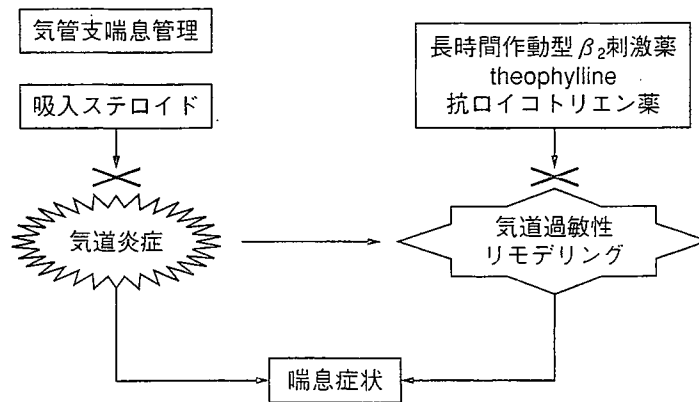 気管支喘息管理
吸入ステロイド
長時間作動型β₂刺激薬
theophylline
抗ロイコトリエン薬
気道炎症
気道過敏性
リモデリング
喘息症状